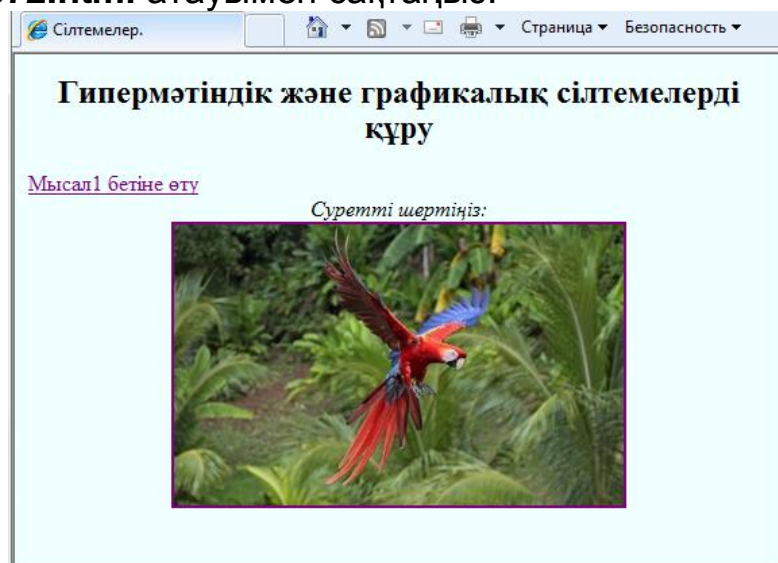 атауымен сақтаңыз.
Сілтемелер.
Страница
Безопасность
Гипермәтіндік және графикалық сілтемелерді
құру
Мысал1 бетіне өту
Суретті шертіңіз: